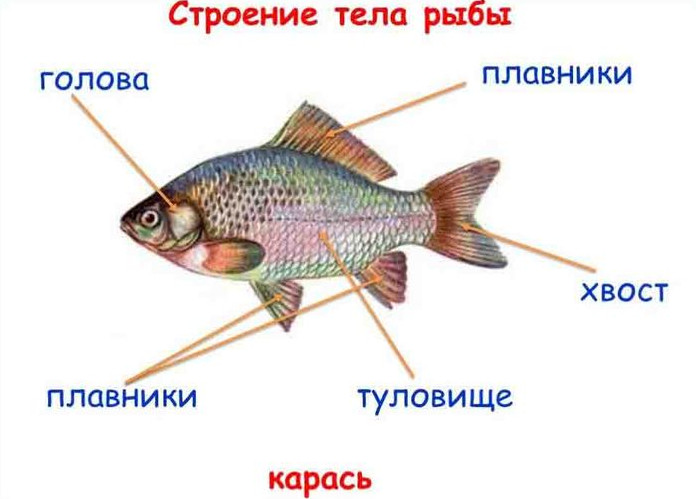 Строение тела рыбы
голова
плавники
хвост
плавники
туловище
карась